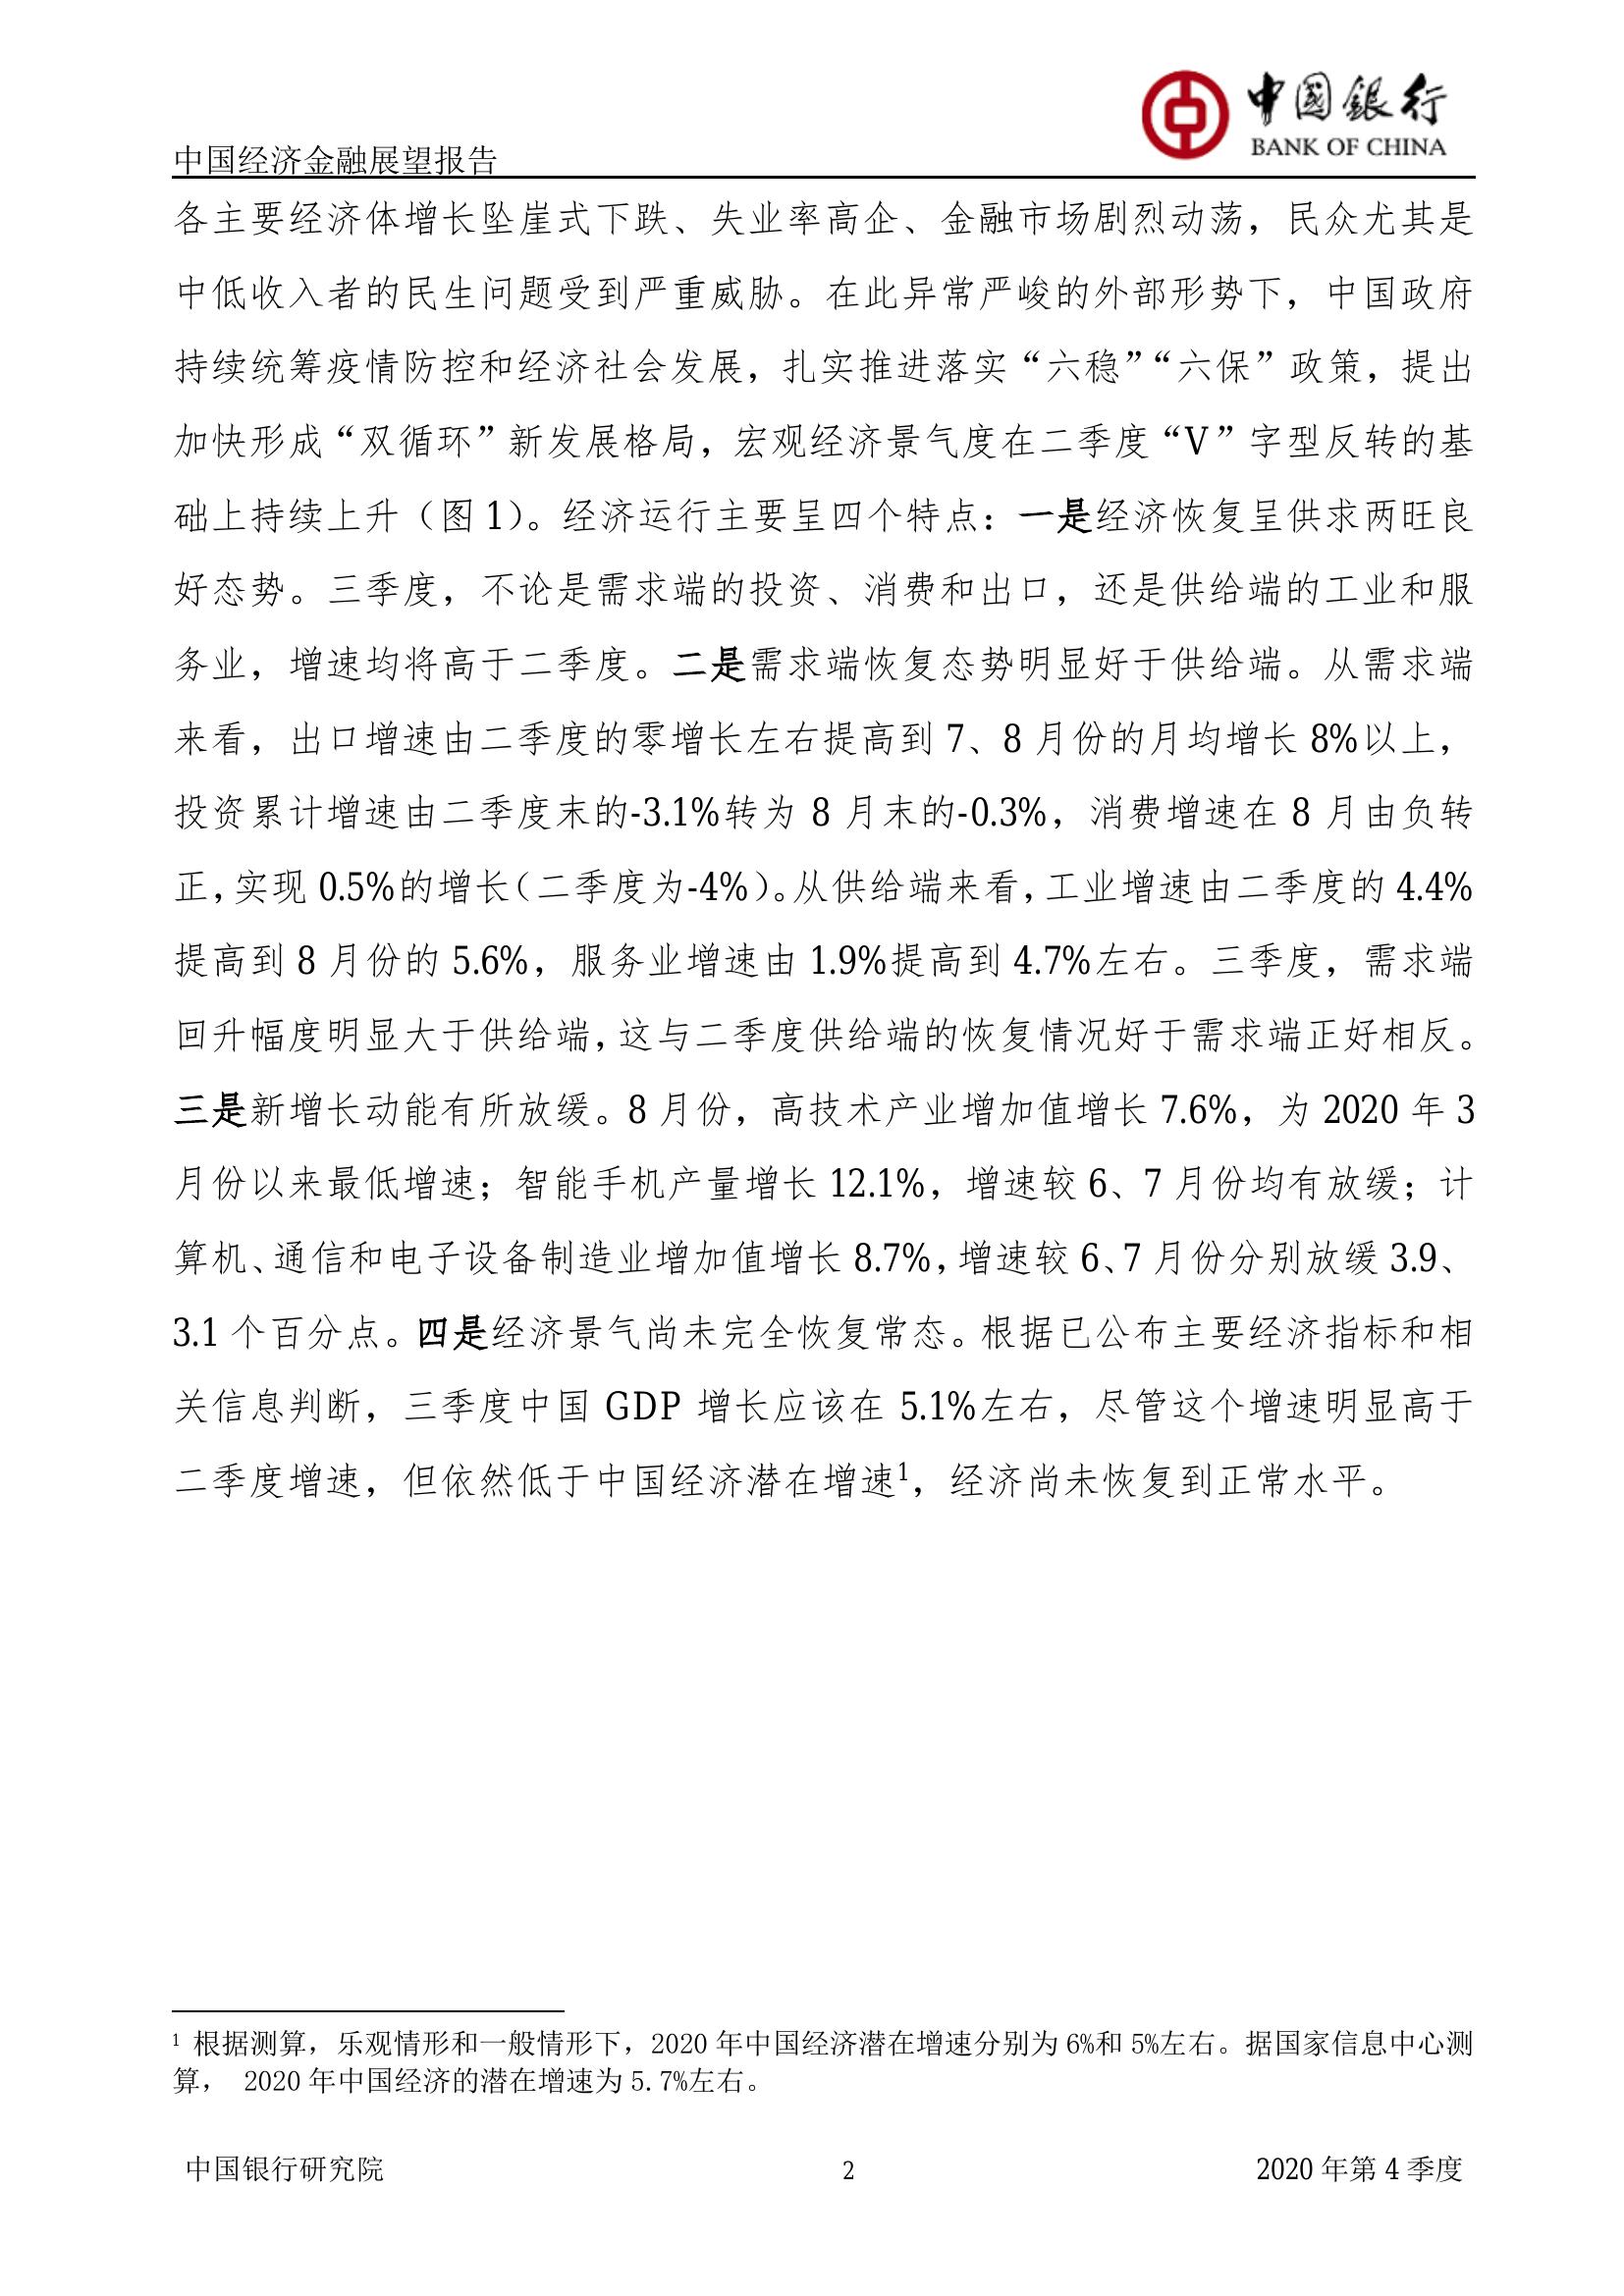 中国银行
BANK OF CHINA
中国经济金融展望报告
各主要经济体增长坠崖式下跌、失业率高企、金融市场剧烈动荡，民众尤其是
中低收入者的民生问题受到严重威胁。在此异常严峻的外部形势下，中国政府
持续统筹疫情防控和经济社会发展，扎实推进落实“六稳”“六保”政策，提出
加快形成“双循环”新发展格局，宏观经济景气度在二季度“V”字型反转的基
础上持续上升（图 1）。经济运行主要呈四个特点：一是经济恢复呈供求两旺良
好态势。三季度，不论是需求端的投资、消费和出口，还是供给端的工业和服
务业，增速均将高于二季度。二是需求端恢复态势明显好于供给端。从需求端
来看，出口增速由二季度的零增长左右提高到 7、8 月份的月均增长 8%以上，
投资累计增速由二季度末的-3.1%转为 8 月末的-0.3%，消费增速在 8 月由负转
正，实现 0.5%的增长（二季度为-4%）。从供给端来看，工业增速由二季度的 4.4%
提高到 8 月份的 5.6%，服务业增速由 1.9%提高到 4.7%左右。三季度，需求端
回升幅度明显大于供给端，这与二季度供给端的恢复情况好于需求端正好相反。
三是新增长动能有所放缓。8 月份，高技术产业增加值增长 7.6%，为 2020 年 3
月份以来最低增速；智能手机产量增长 12.1%，增速较 6、7 月份均有放缓；计
算机、通信和电子设备制造业增加值增长 8.7%，增速较 6、7 月份分别放缓 3.9、
3.1 个百分点。四是经济景气尚未完全恢复常态。根据已公布主要经济指标和相
关信息判断，三季度中国 GDP 增长应该在 5.1%左右，尽管这个增速明显高于
二季度增速，但依然低于中国经济潜在增速1，经济尚未恢复到正常水平。
1 根据测算，乐观情形和一般情形下，2020 年中国经济潜在增速分别为 6%和 5%左右。据国家信息中心测
算， 2020 年中国经济的潜在增速为 5.7%左右。
中国银行研究院 2 2020 年第 4 季度